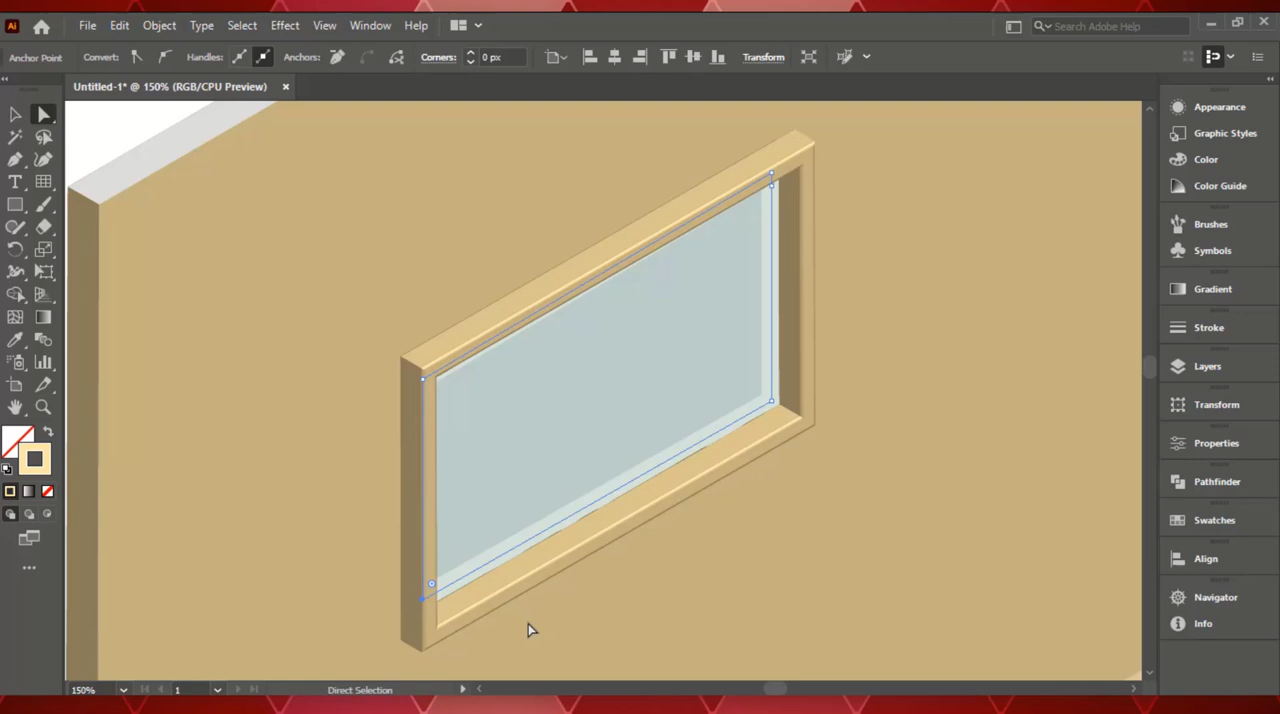 Ai File Edit Object Type Select Effect View Window Help Search Adobe Help
Anchor Point Convert: Handles: Anchors: Corners: 0 px Transform
Untitled-1* @ 150% (RGB/CPU Preview)
Appearance
Graphic Styles
Color
Color Guide
Brushes
Symbols
Gradient
Stroke
Layers
Transform
Properties
Pathfinder
Swatches
Align
Navigator
Info
150% 1 Direct Selection